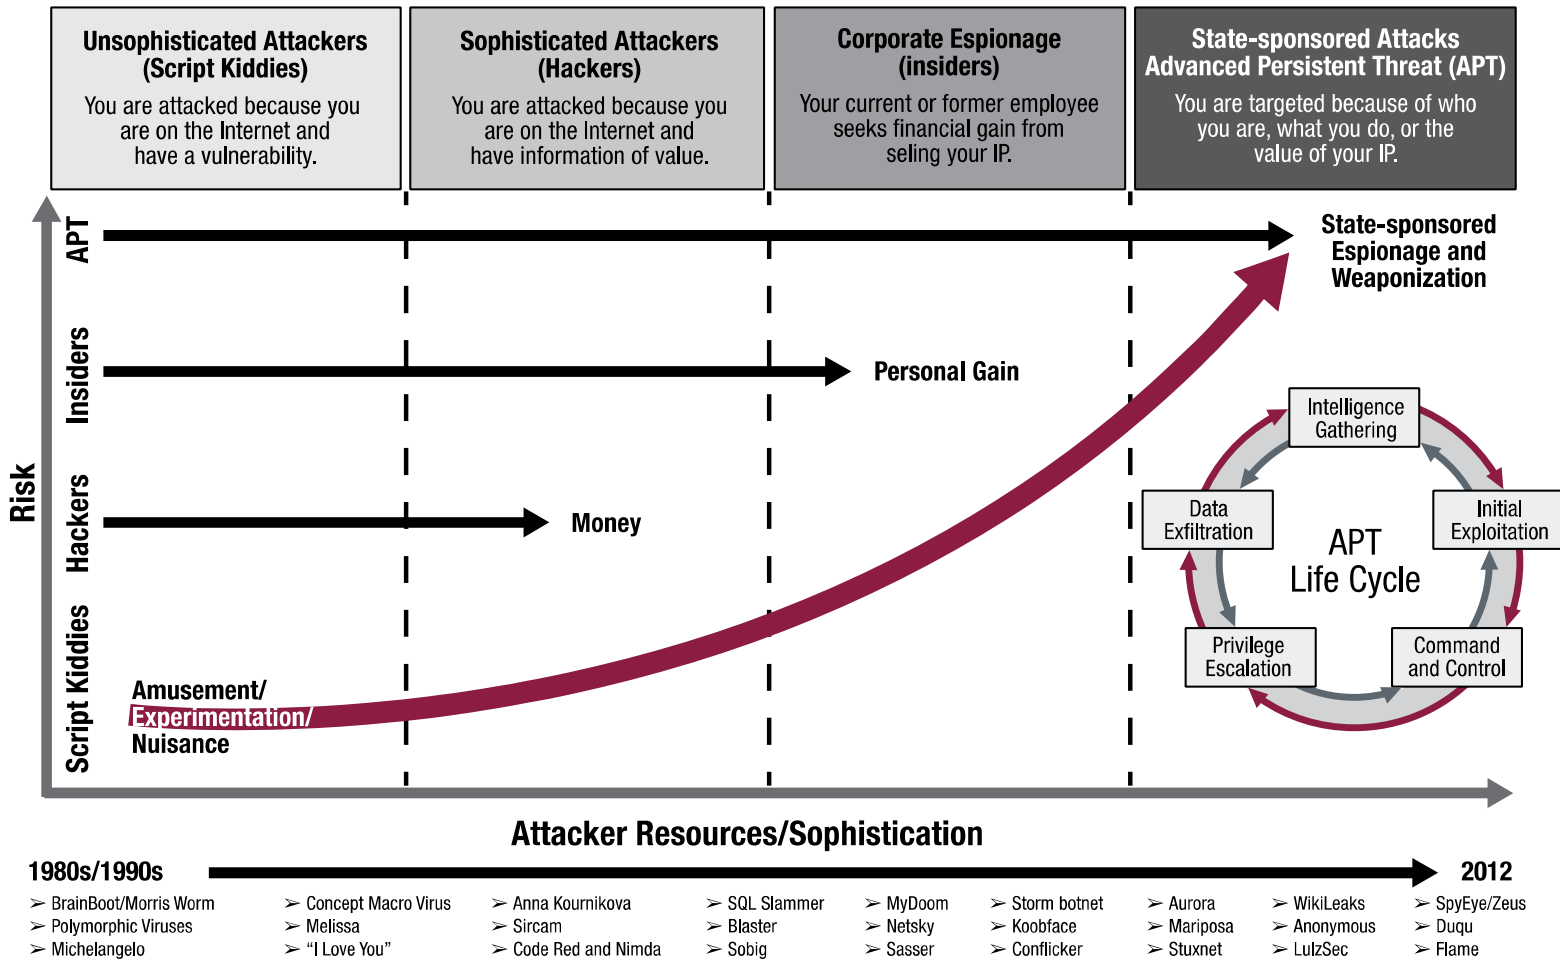 Unsophisticated Attackers
(Script Kiddies)
You are attacked because you
are on the Internet and
have a vulnerability.
Sophisticated Attackers
(Hackers)
You are attacked because you
are on the Internet and
have information of value.
Corporate Espionage
(insiders)
Your current or former employee
seeks financial gain from
seling your IP.
State-sponsored Attacks
Advanced Persistent Threat (APT)
You are targeted because of who
you are, what you do, or the
value of your IP.
Risk
APT
State-sponsored
Espionage and
Weaponization
Insiders
Personal Gain
Hackers
Money
Script Kiddies
Amusement/
Experimentation/
Nuisance
Intelligence
Gathering
Initial
Exploitation
Command
and Control
Privilege
Escalation
Data
Exfiltration
APT
Life Cycle
Attacker Resources/Sophistication
1980s/1990s
2012
➢ BrainBoot/Morris Worm
➢ Polymorphic Viruses
➢ Michelangelo
➢ Concept Macro Virus
➢ Melissa
➢ “I Love You”
➢ Anna Kournikova
➢ Sircam
➢ Code Red and Nimda
➢ SQL Slammer
➢ Blaster
➢ Sobig
➢ MyDoom
➢ Netsky
➢ Sasser
➢ Storm botnet
➢ Koobface
➢ Conflicker
➢ Aurora
➢ Mariposa
➢ Stuxnet
➢ WikiLeaks
➢ Anonymous
➢ LulzSec
➢ SpyEye/Zeus
➢ Duqu
➢ Flame